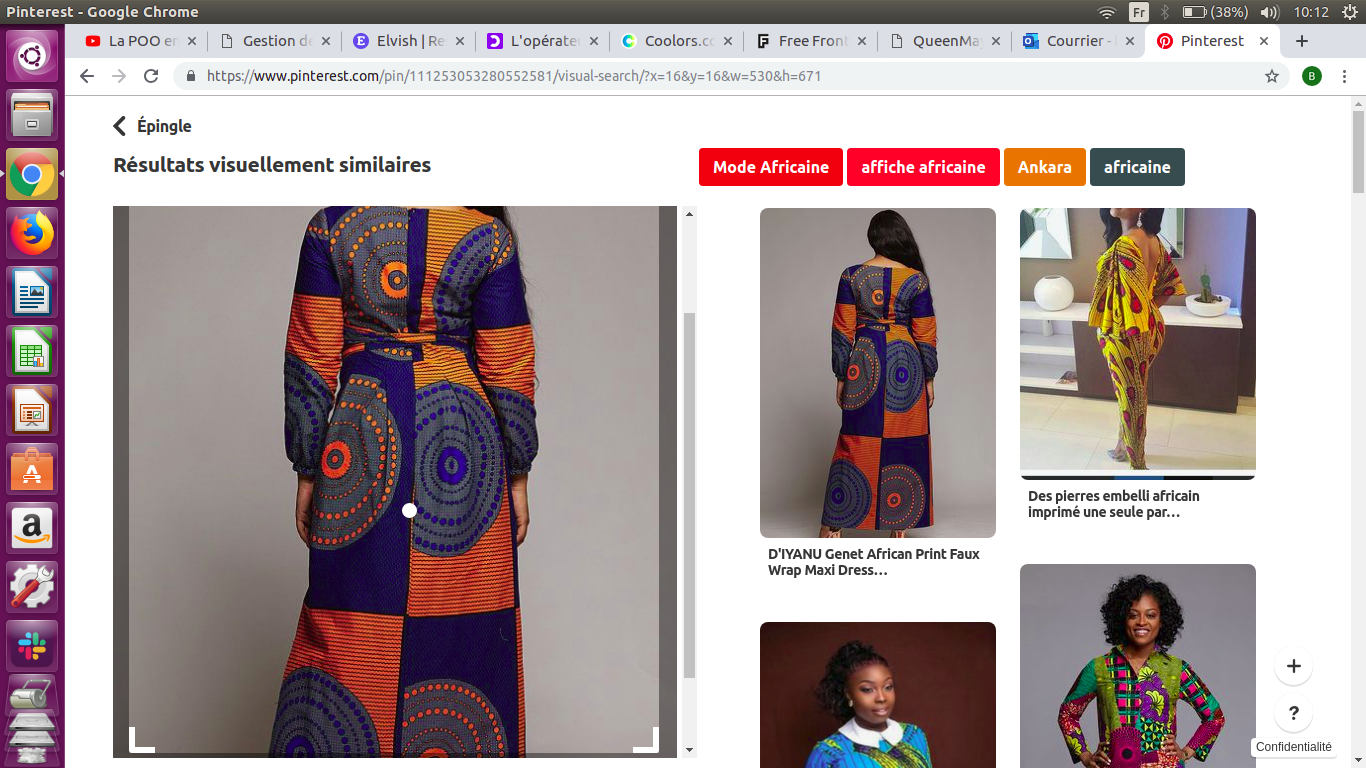 Pinterest - Google Chrome
Fr
(38%)
10:12
La POO en
Gestion de
Elvish | Re
L'opérate
Coolors.co
Free Front
QueenMay
Courrier -
Pinterest
https://www.pinterest.com/pin/111253053280552581/visual-search/?x=16&y=16&w=530&h=671
B
Épingle
Résultats visuellement similaires
Mode Africaine
affiche africaine
Ankara
africaine
Des pierres embelli africain
imprimé une seule par…
D'IYANU Genet African Print Faux
Wrap Maxi Dress…
+
?
Confidentialité